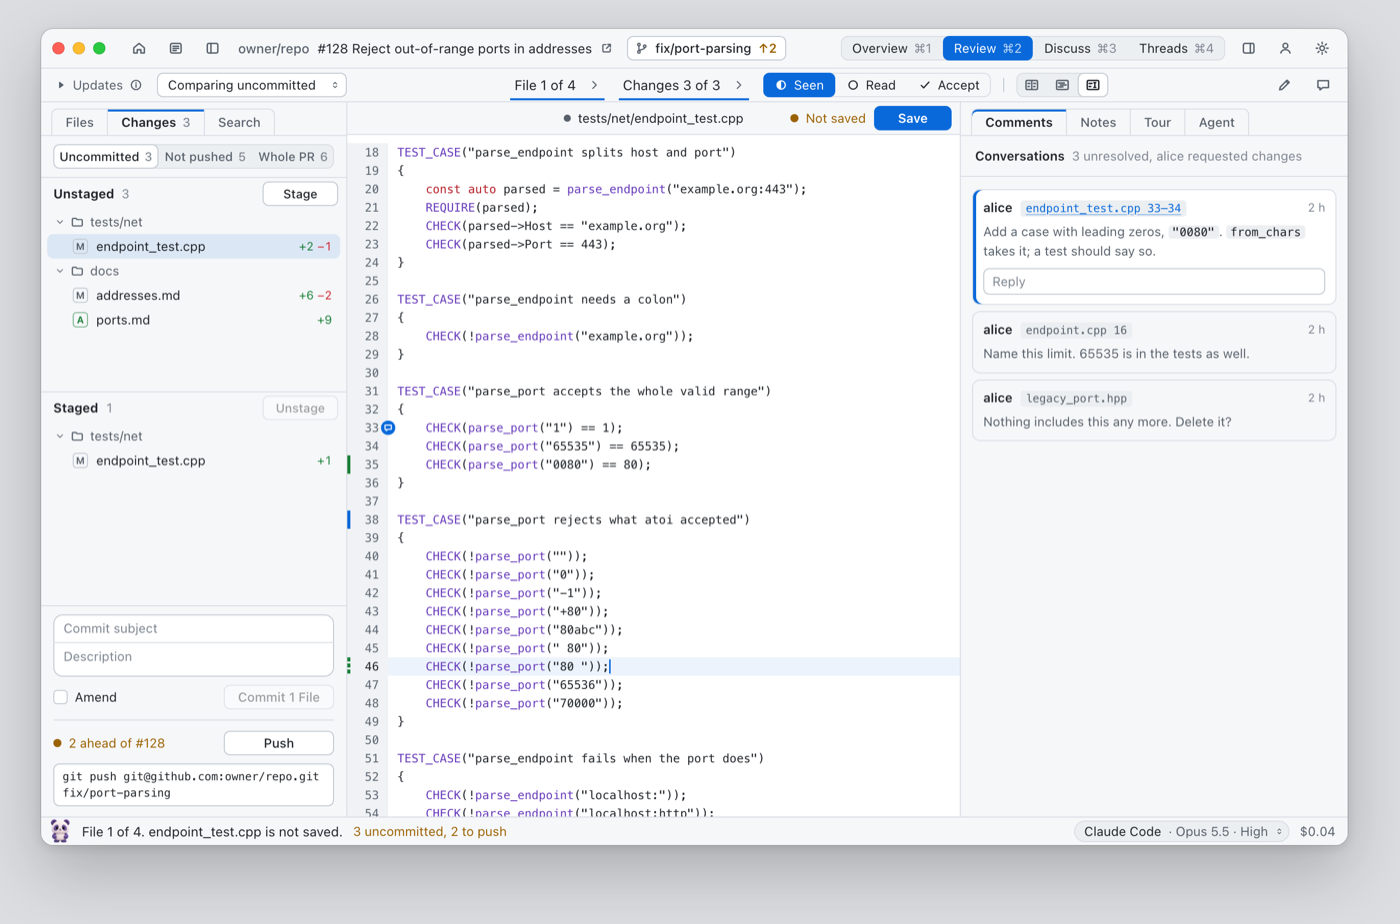 owner/repo #128 Reject out-of-range ports in addresses
fix/port-parsing ↑2
Overview ⌘1 Review ⌘2 Discuss ⌘3 Threads ⌘4
Updates
Comparing uncommitted
File 1 of 4
Changes 3 of 3
Seen Read Accept
Files Changes 3 Search
Uncommitted 3 Not pushed 5 Whole PR 6
Unstaged 3 Stage
tests/net
M endpoint_test.cpp +2 −1
docs
M addresses.md +6 −2
A ports.md +9
Staged 1 Unstage
tests/net
M endpoint_test.cpp +1
Commit subject
Description
Amend Commit 1 File
2 ahead of #128 Push
git push git@github.com:owner/repo.git
fix/port-parsing
tests/net/endpoint_test.cpp Not saved Save
18 TEST_CASE("parse_endpoint splits host and port")
19 {
20 const auto parsed = parse_endpoint("example.org:443");
21 REQUIRE(parsed);
22 CHECK(parsed->Host == "example.org");
23 CHECK(parsed->Port == 443);
24 }
25
26 TEST_CASE("parse_endpoint needs a colon")
27 {
28 CHECK(!parse_endpoint("example.org"));
29 }
30
31 TEST_CASE("parse_port accepts the whole valid range")
32 {
33 CHECK(parse_port("1") == 1);
34 CHECK(parse_port("65535") == 65535);
35 CHECK(parse_port("0080") == 80);
36 }
37
38 TEST_CASE("parse_port rejects what atoi accepted")
39 {
40 CHECK(!parse_port(""));
41 CHECK(!parse_port("0"));
42 CHECK(!parse_port("-1"));
43 CHECK(!parse_port("+80"));
44 CHECK(!parse_port("80abc"));
45 CHECK(!parse_port(" 80"));
46 CHECK(!parse_port("80 "));
47 CHECK(!parse_port("65536"));
48 CHECK(!parse_port("70000"));
49 }
50
51 TEST_CASE("parse_endpoint fails when the port does")
52 {
53 CHECK(!parse_endpoint("localhost:"));
54 CHECK(!parse_endpoint("localhost:http"));
Comments Notes Tour Agent
Conversations 3 unresolved, alice requested changes
alice endpoint_test.cpp 33–34 2 h
Add a case with leading zeros, "0080". from_chars
takes it; a test should say so.
Reply
alice endpoint.cpp 16 2 h
Name this limit. 65535 is in the tests as well.
alice legacy_port.hpp 2 h
Nothing includes this any more. Delete it?
File 1 of 4. endpoint_test.cpp is not saved. 3 uncommitted, 2 to push
Claude Code · Opus 5.5 · High $0.04